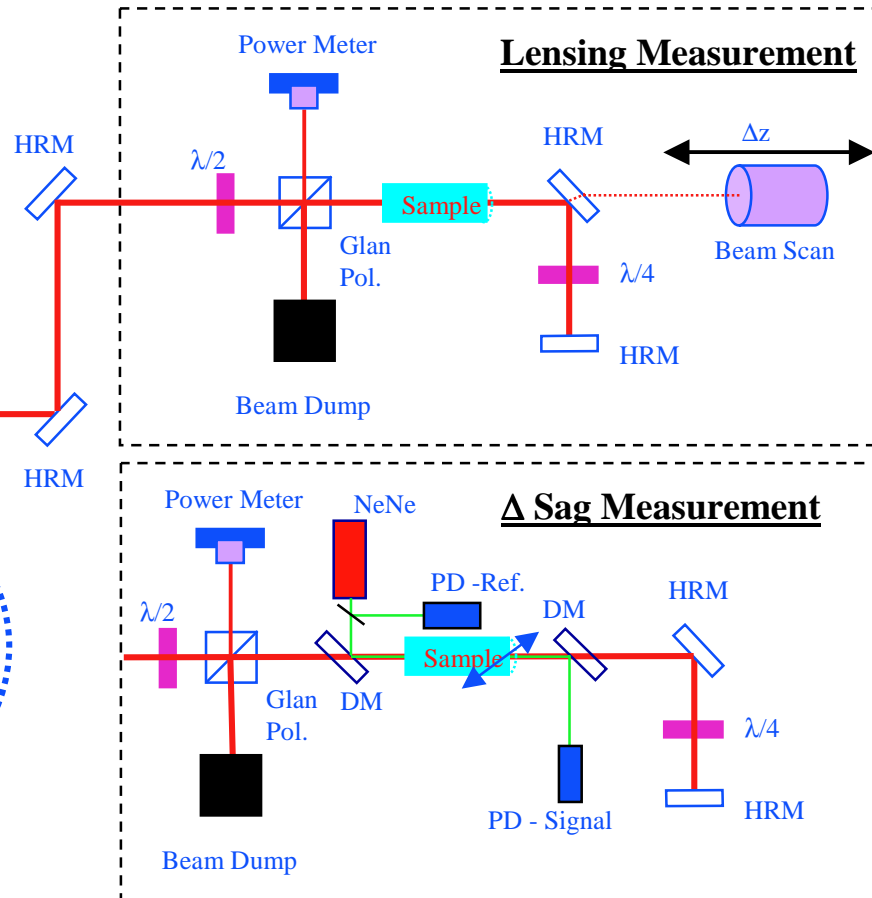 Power Meter
Lensing Measurement
HRM
λ/2
HRM
Δz
Sample
Glan
Pol.
Beam Scan
λ/4
HRM
Beam Dump
HRM
Power Meter
NeNe
Δ Sag Measurement
PD -Ref.
DM
HRM
λ/2
Sample
Glan
Pol.
DM
λ/4
PD - Signal
HRM
Beam Dump